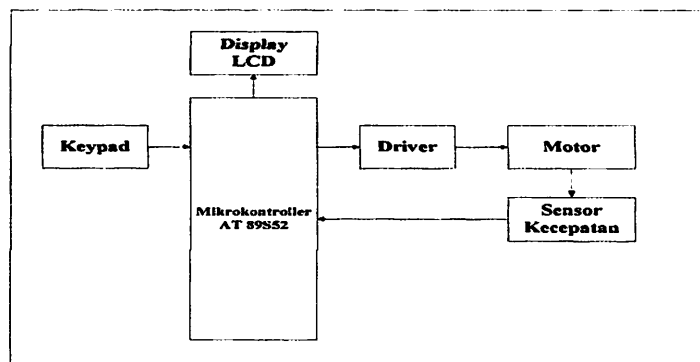 Display
LCD
Keypad
Driver
Motor
Mikrokontroller
AT 89S52
Sensor
Kecepatan